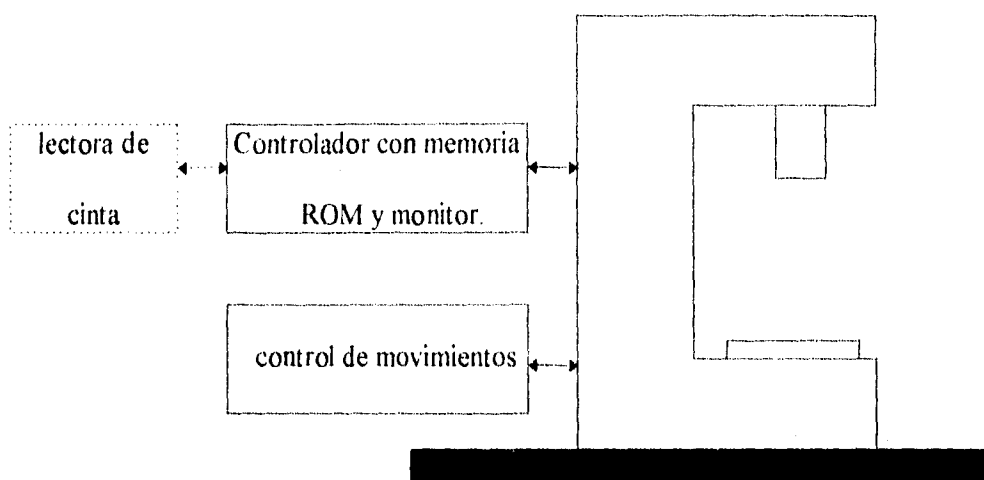 lectora de
cinta
Controlador con memoria
ROM y monitor.
control de movimientos